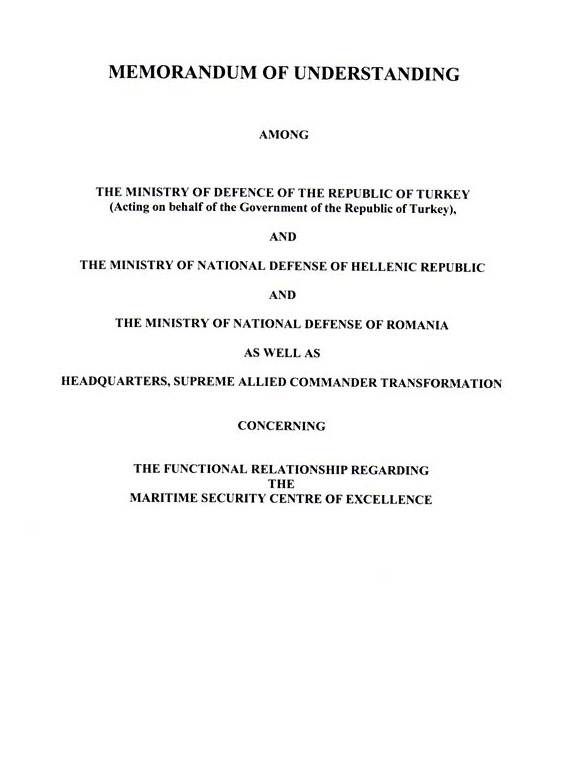 MEMORANDUM OF UNDERSTANDING
AMONG
THE MINISTRY OF DEFENCE OF THE REPUBLIC OF TURKEY
(Acting on behalf of the Government of the Republic of Turkey),
AND
THE MINISTRY OF NATIONAL DEFENSE OF HELLENIC REPUBLIC
AND
THE MINISTRY OF NATIONAL DEFENSE OF ROMANIA
AS WELL AS
HEADQUARTERS, SUPREME ALLIED COMMANDER TRANSFORMATION
CONCERNING
THE FUNCTIONAL RELATIONSHIP REGARDING
THE
MARITIME SECURITY CENTRE OF EXCELLENCE